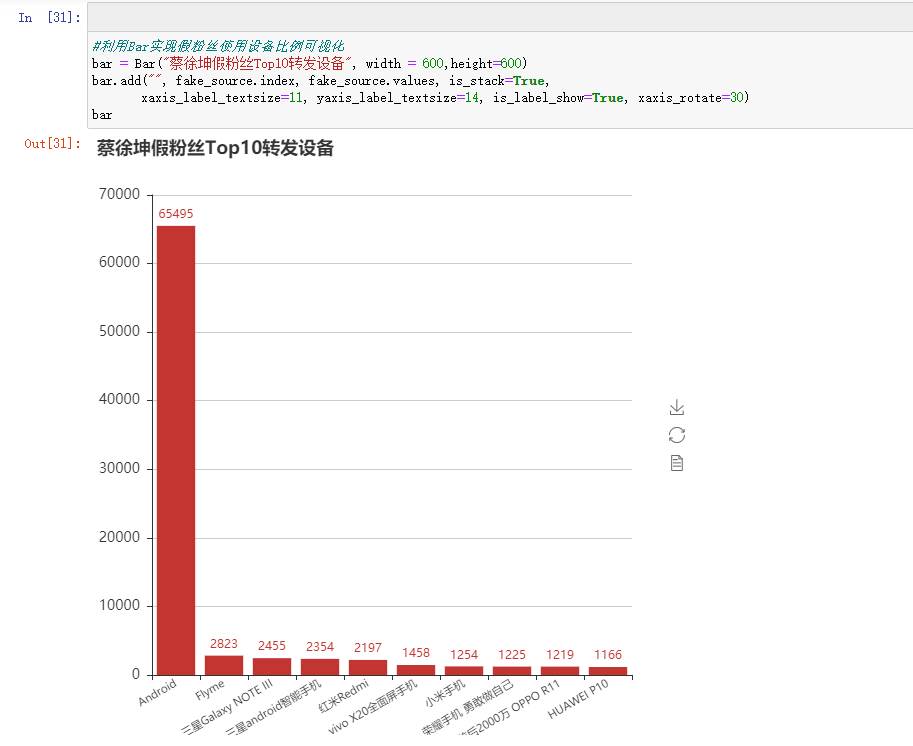 In [31]:
#利用Bar实现假粉丝使用设备比例可视化
bar = Bar("蔡徐坤假粉丝Top10转发设备", width = 600,height=600)
bar.add("", fake_source.index, fake_source.values, is_stack=True,
xaxis_label_textsize=11, yaxis_label_textsize=14, is_label_show=True, xaxis_rotate=30)
bar
Out[31]:
蔡徐坤假粉丝Top10转发设备
70000
60000
50000
40000
30000
20000
10000
0
65495
2823
2455
2354
2197
1458
1254
1225
1219
1166
Android
Flyme
三星Galaxy NOTE III
三星android智能手机
红米Redmi
vivo X20全面屏手机
小米手机
荣耀手机 勇敢做自己
后2000万 OPPO R11
HUAWEI P10